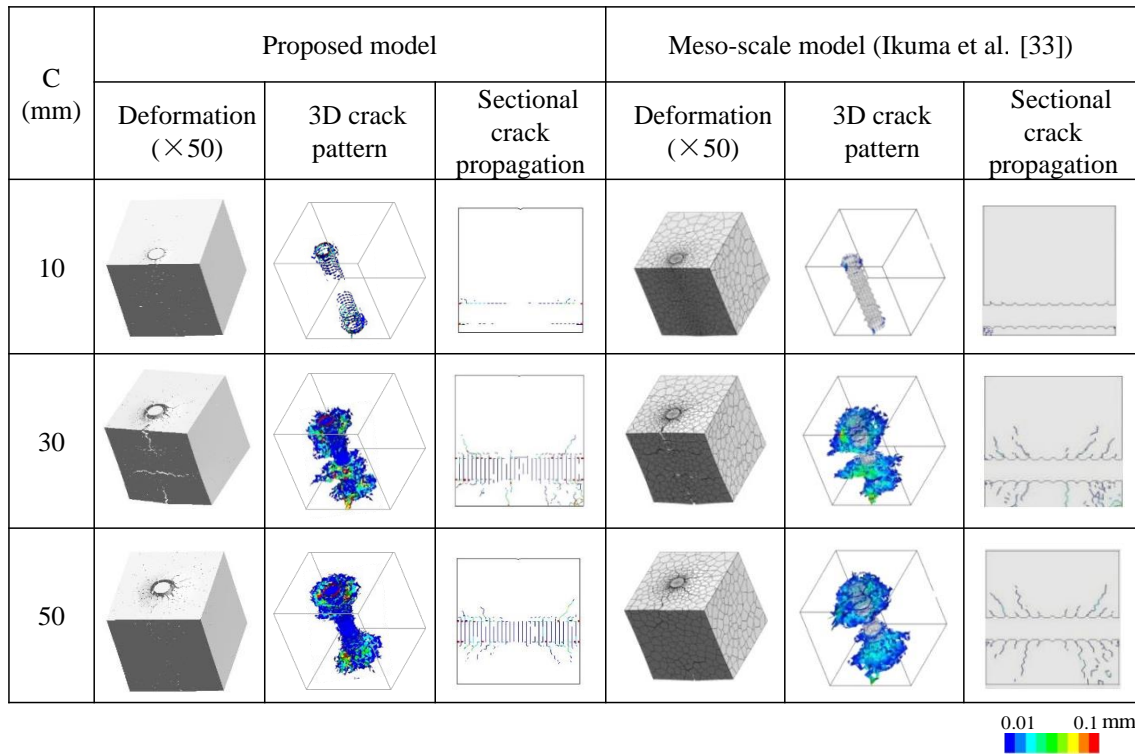 C
(mm)
Proposed model
Meso-scale model (Ikuma et al. [33])
Deformation
(×50)
3D crack
pattern
Sectional
crack
propagation
Deformation
(×50)
3D crack
pattern
Sectional
crack
propagation
10
30
50
0.01 0.1 mm